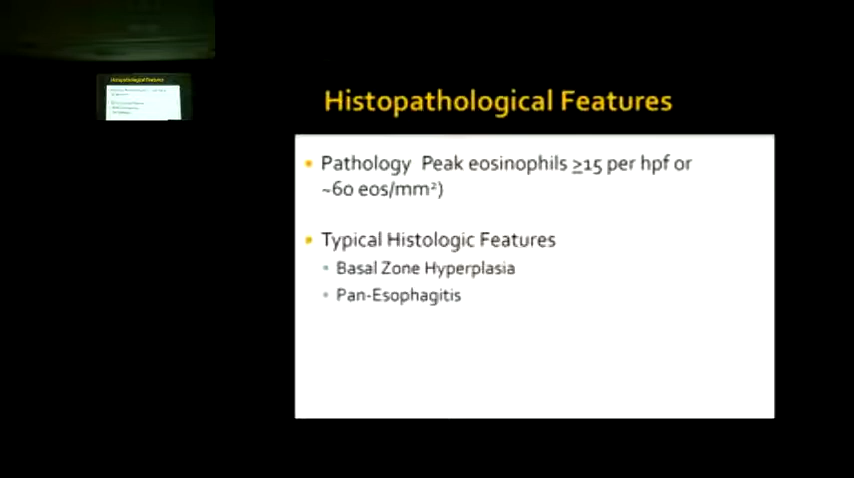 Histopathological Features
Pathology Peak eosinophils ≥15 per hpf or
~60 eos/mm²)
Typical Histologic Features
Basal Zone Hyperplasia
Pan-Esophagitis